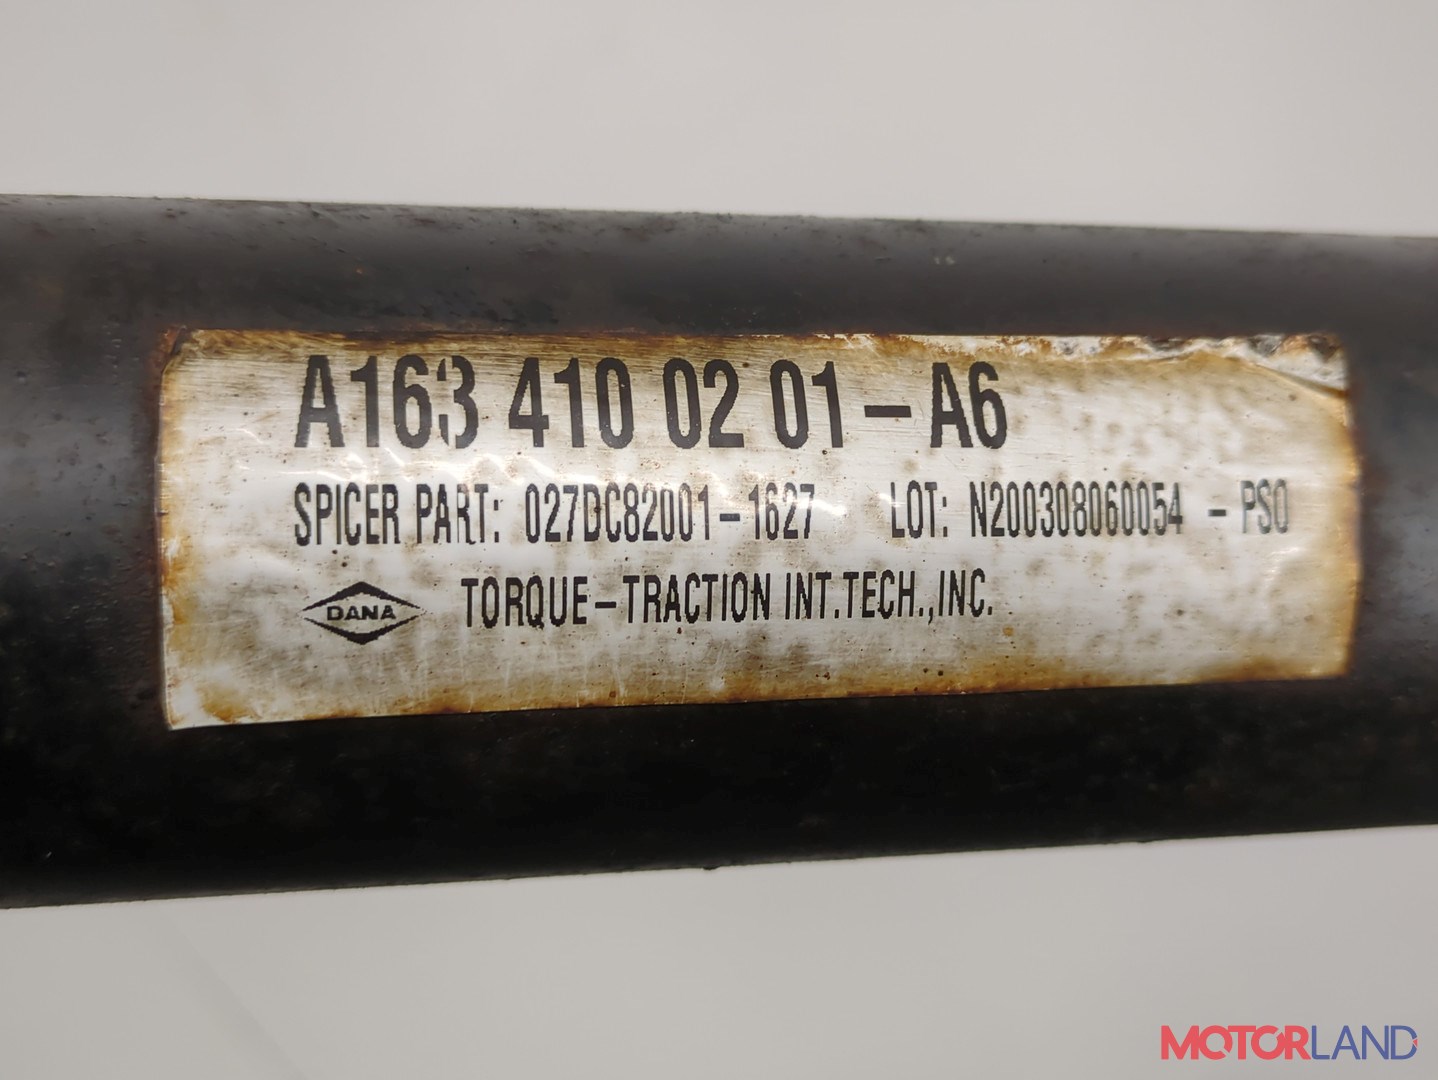 A163 410 02 01-A6
SPICER PART: 027DC82001-1627 LOT: N200308060054 - PSO
DANA TORQUE-TRACTION INT.TECH.,INC.
MOTORLAND